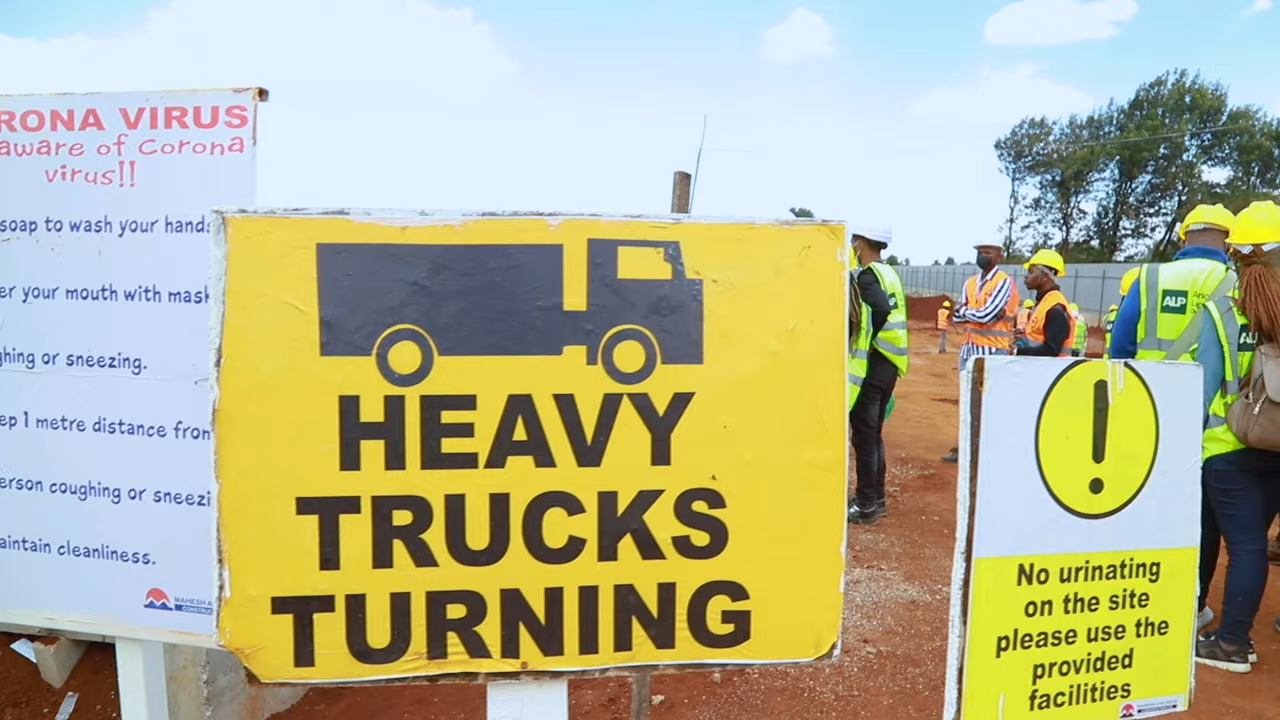 RONA VIRUS
aware of Corona
virus!!
soap to wash your hands
er your mouth with mask
ghing or sneezing.
ep 1 metre distance from
erson coughing or sneezi
aintain cleanliness.
MAHESH
HEAVY
TRUCKS
TURNING
ALP
No urinating
on the site
please use the
provided
facilities